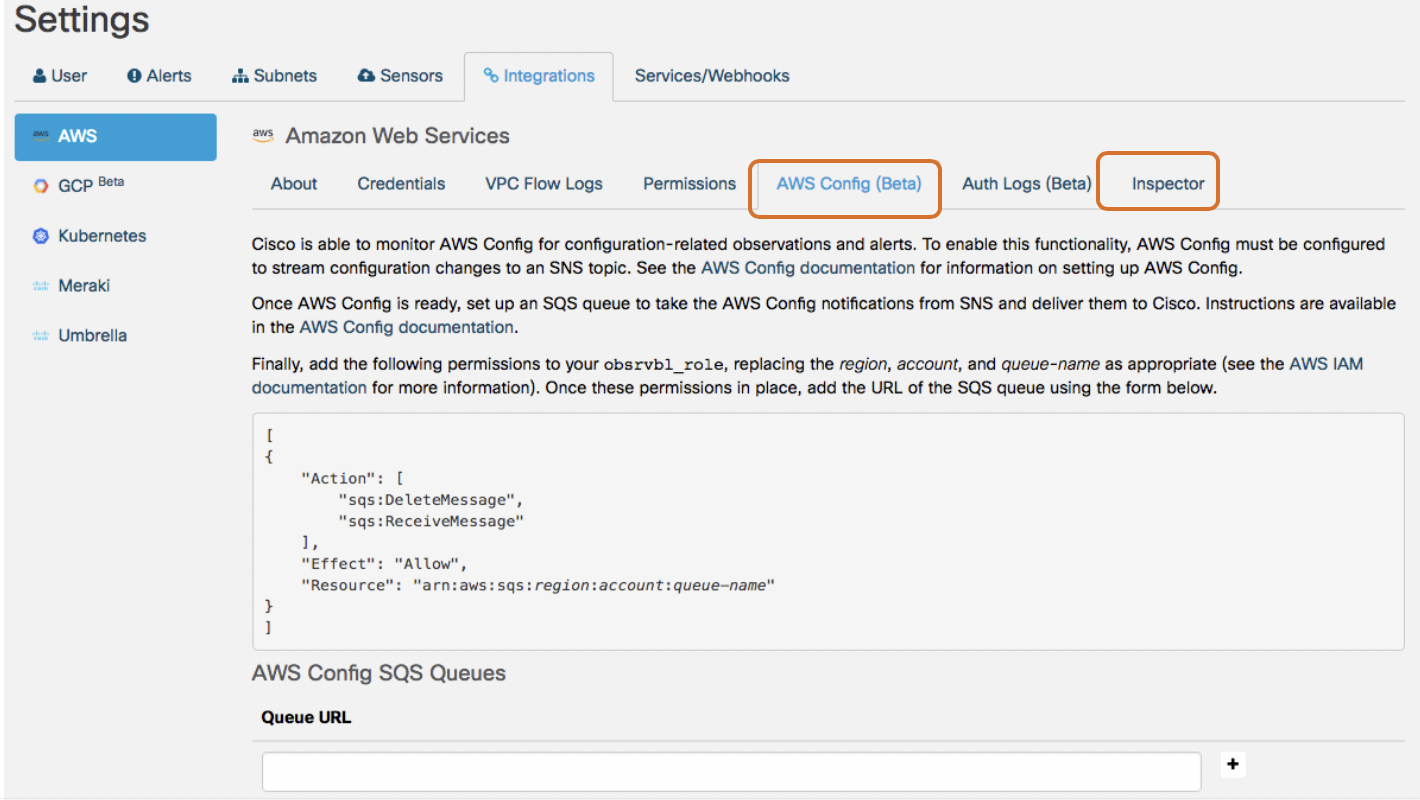 Settings
User Alerts Subnets Sensors Integrations Services/Webhooks
aws AWS
GCP Beta
Kubernetes
Meraki
Umbrella
aws Amazon Web Services
About Credentials VPC Flow Logs Permissions AWS Config (Beta) Auth Logs (Beta) Inspector
Cisco is able to monitor AWS Config for configuration-related observations and alerts. To enable this functionality, AWS Config must be configured
to stream configuration changes to an SNS topic. See the AWS Config documentation for information on setting up AWS Config.
Once AWS Config is ready, set up an SQS queue to take the AWS Config notifications from SNS and deliver them to Cisco. Instructions are available
in the AWS Config documentation.
Finally, add the following permissions to your obsrvbl_role, replacing the region, account, and queue-name as appropriate (see the AWS IAM
documentation for more information). Once these permissions in place, add the URL of the SQS queue using the form below.
[
{
"Action": [
"sqs:DeleteMessage",
"sqs:ReceiveMessage"
],
"Effect": "Allow",
"Resource": "arn:aws:sqs:region:account:queue-name"
}
]
AWS Config SQS Queues
Queue URL
+